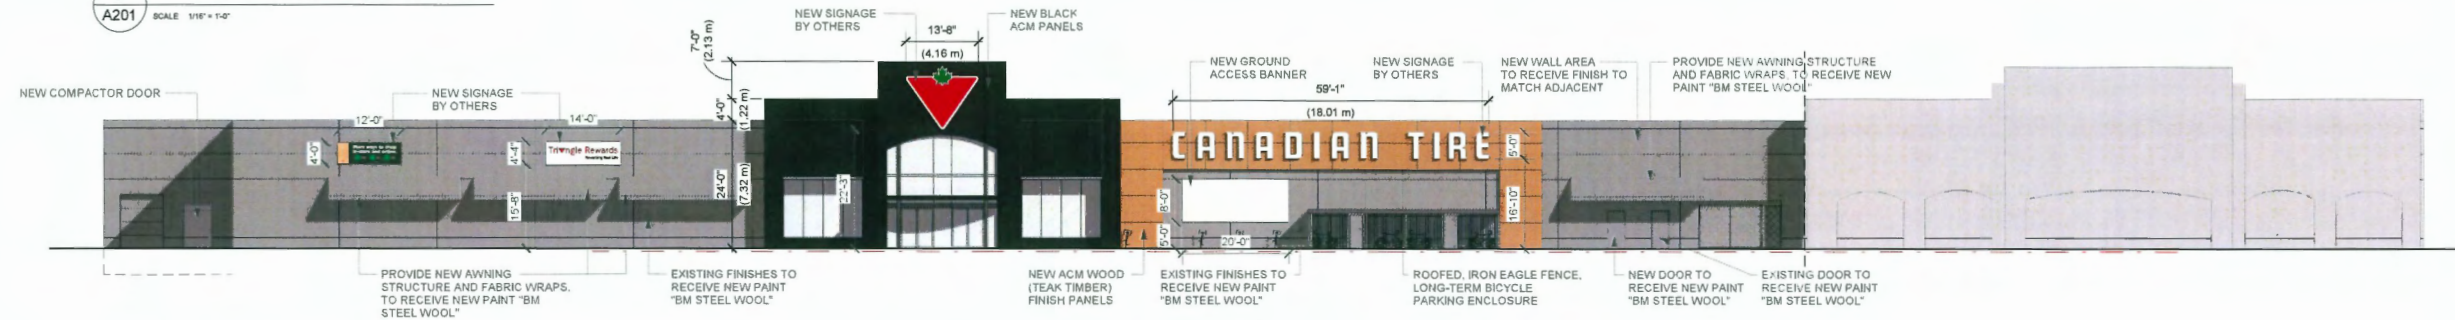 A201
SCALE 1/16" = 1'-0"
NEW COMPACTOR DOOR
NEW SIGNAGE
BY OTHERS
12'-0"
14'-0"
4'-0"
4'-4"
Triangle Rewards
15'-8"
PROVIDE NEW AWNING
STRUCTURE AND FABRIC WRAPS,
TO RECEIVE NEW PAINT "BM
STEEL WOOL"
EXISTING FINISHES TO
RECEIVE NEW PAINT
"BM STEEL WOOL"
7'-0"
(2.13 m)
4'-0"
(1.22 m)
24'-0"
(7.32 m)
NEW SIGNAGE
BY OTHERS
13'-8"
(4.16 m)
NEW BLACK
ACM PANELS
22'-3"
NEW GROUND
ACCESS BANNER
NEW SIGNAGE
BY OTHERS
59'-1"
(18.01 m)
CANADIAN TIRE
5'-0"
8'-0"
5'-0"
20'-0"
16'-10"
NEW ACM WOOD
(TEAK TIMBER)
FINISH PANELS
EXISTING FINISHES TO
RECEIVE NEW PAINT
"BM STEEL WOOL"
ROOFED, IRON EAGLE FENCE,
LONG-TERM BICYCLE
PARKING ENCLOSURE
NEW WALL AREA
TO RECEIVE FINISH TO
MATCH ADJACENT
PROVIDE NEW AWNING STRUCTURE
AND FABRIC WRAPS, TO RECEIVE NEW
PAINT "BM STEEL WOOL"
NEW DOOR TO
RECEIVE NEW PAINT
"BM STEEL WOOL"
EXISTING DOOR TO
RECEIVE NEW PAINT
"BM STEEL WOOL"